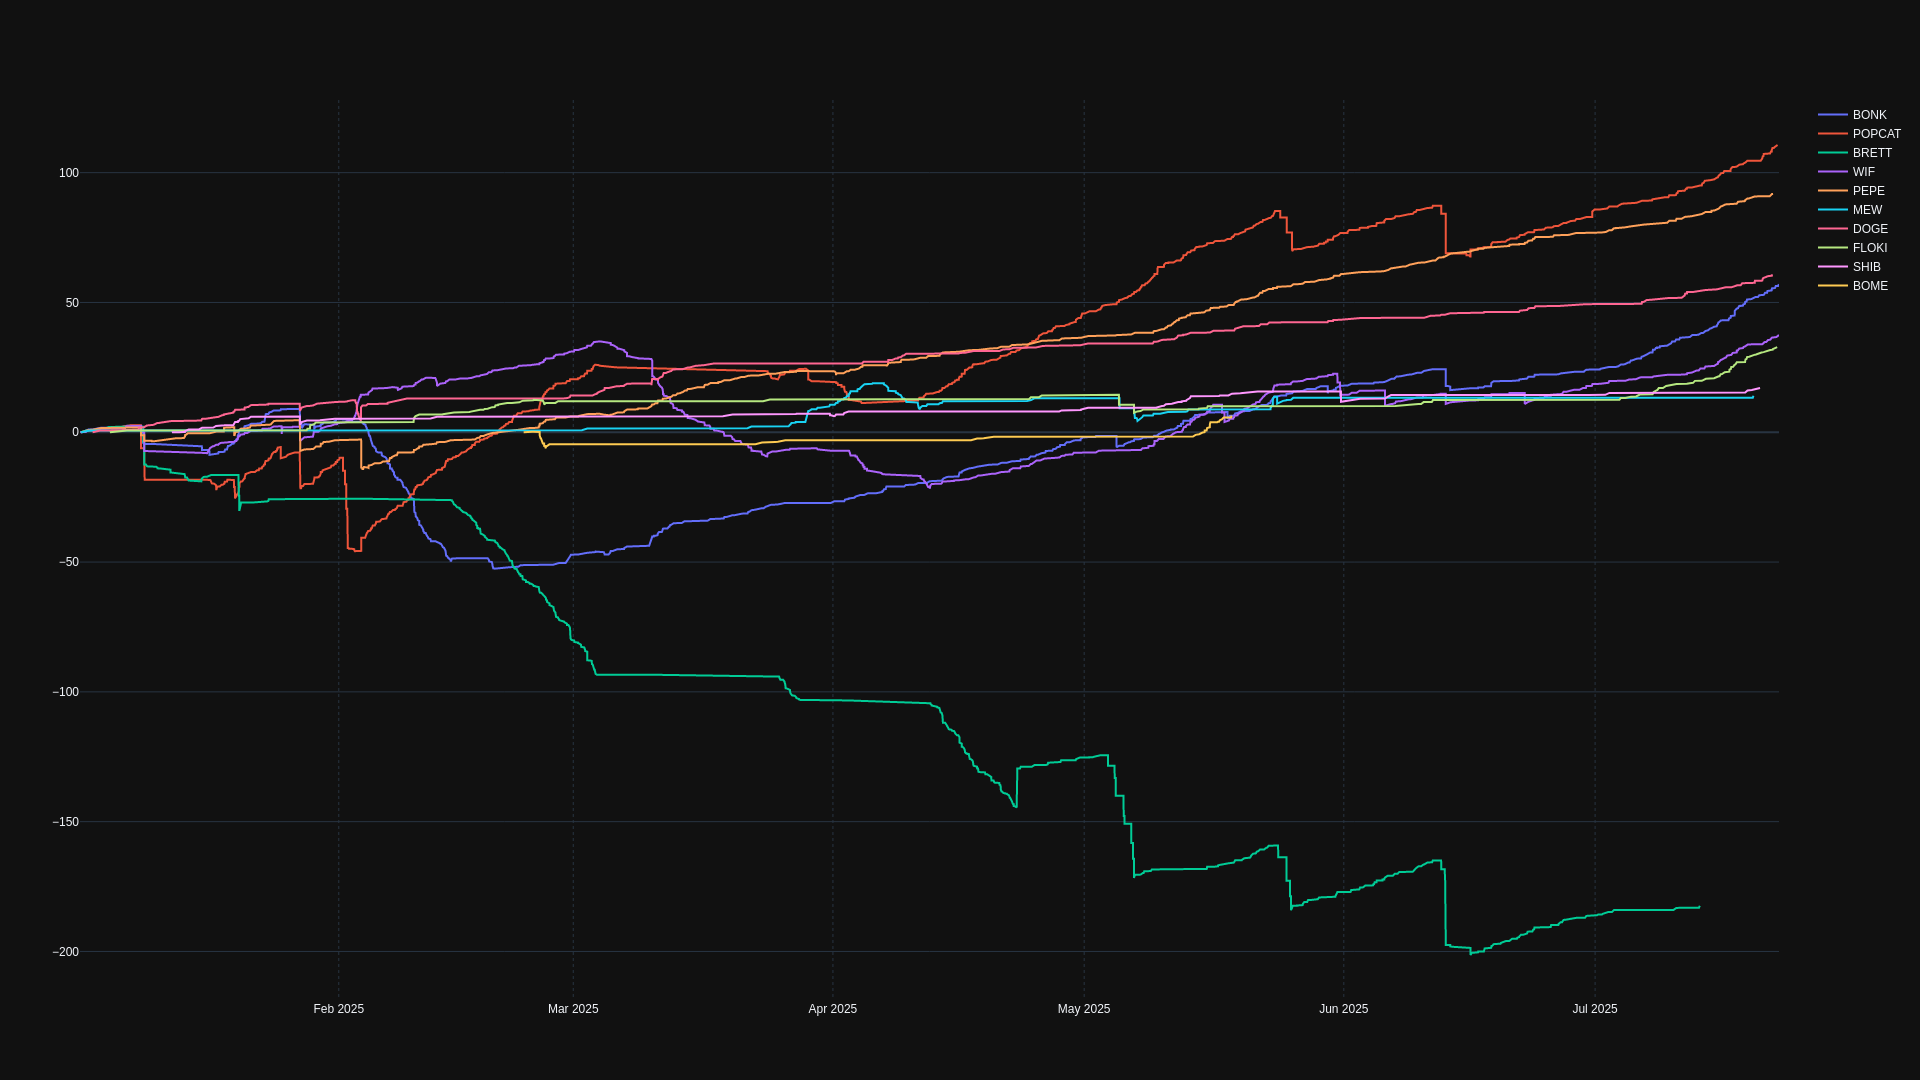 BONK
POPCAT
BRETT
WIF
PEPE
MEW
DOGE
FLOKI
SHIB
BOME
100
50
0
−50
−100
−150
−200
Feb 2025
Mar 2025
Apr 2025
May 2025
Jun 2025
Jul 2025